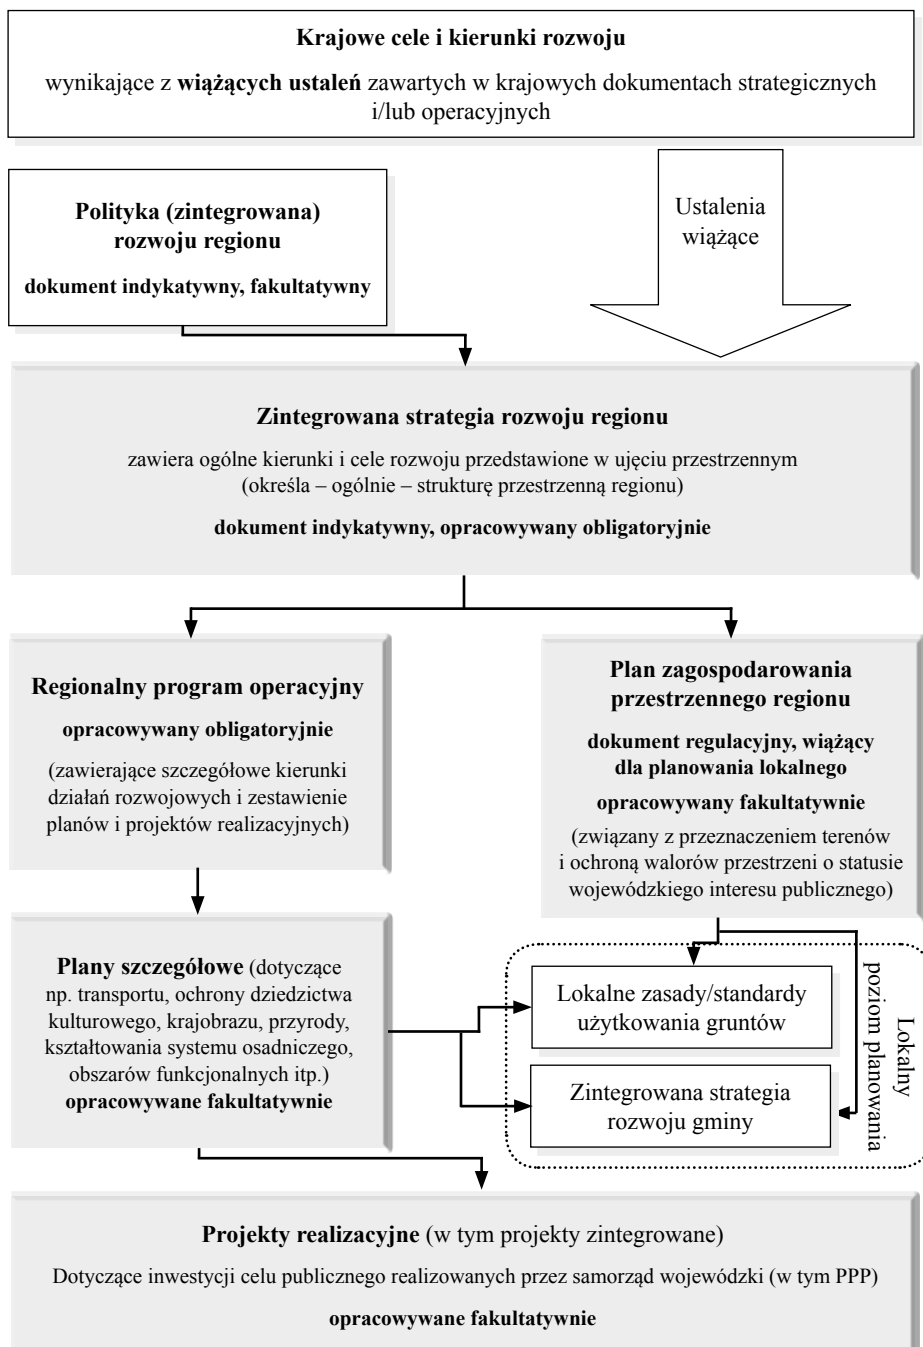 Krajowe cele i kierunki rozwoju
wynikające z wiążących ustaleń zawartych w krajowych dokumentach strategicznych
i/lub operacyjnych
Polityka (zintegrowana)
rozwoju regionu
dokument indykatywny, fakultatywny
Ustalenia
wiążące
Zintegrowana strategia rozwoju regionu
zawiera ogólne kierunki i cele rozwoju przedstawione w ujęciu przestrzennym
(określa – ogólnie – strukturę przestrzenną regionu)
dokument indykatywny, opracowywany obligatoryjnie
Regionalny program operacyjny
opracowywany obligatoryjnie
(zawierające szczegółowe kierunki
działań rozwojowych i zestawienie
planów i projektów realizacyjnych)
Plan zagospodarowania
przestrzennego regionu
dokument regulacyjny, wiążący
dla planowania lokalnego
opracowywany fakultatywnie
(związany z przeznaczeniem terenów
i ochroną walorów przestrzeni o statusie
wojewódzkiego interesu publicznego)
Plany szczegółowe (dotyczące
np. transportu, ochrony dziedzictwa
kulturowego, krajobrazu, przyrody,
kształtowania systemu osadniczego,
obszarów funkcjonalnych itp.)
opracowywane fakultatywnie
Lokalne zasady/standardy
użytkowania gruntów
Zintegrowana strategia
rozwoju gminy
Lokalny
poziom planowania
Projekty realizacyjne (w tym projekty zintegrowane)
Dotyczące inwestycji celu publicznego realizowanych przez samorząd wojewódzki (w tym PPP)
opracowywane fakultatywnie